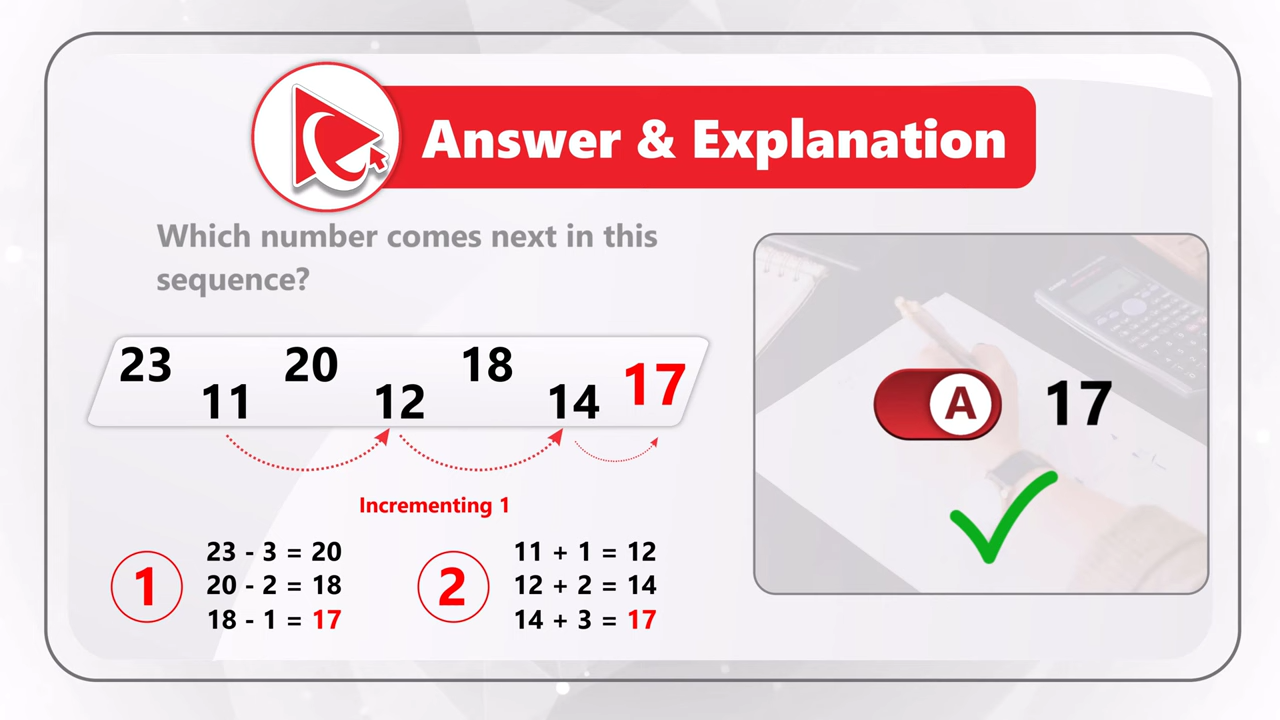 Answer & Explanation
Which number comes next in this
sequence?
23 11 20 12 18 14 17
Incrementing 1
1
23 - 3 = 20
20 - 2 = 18
18 - 1 = 17
2
11 + 1 = 12
12 + 2 = 14
14 + 3 = 17
A 17